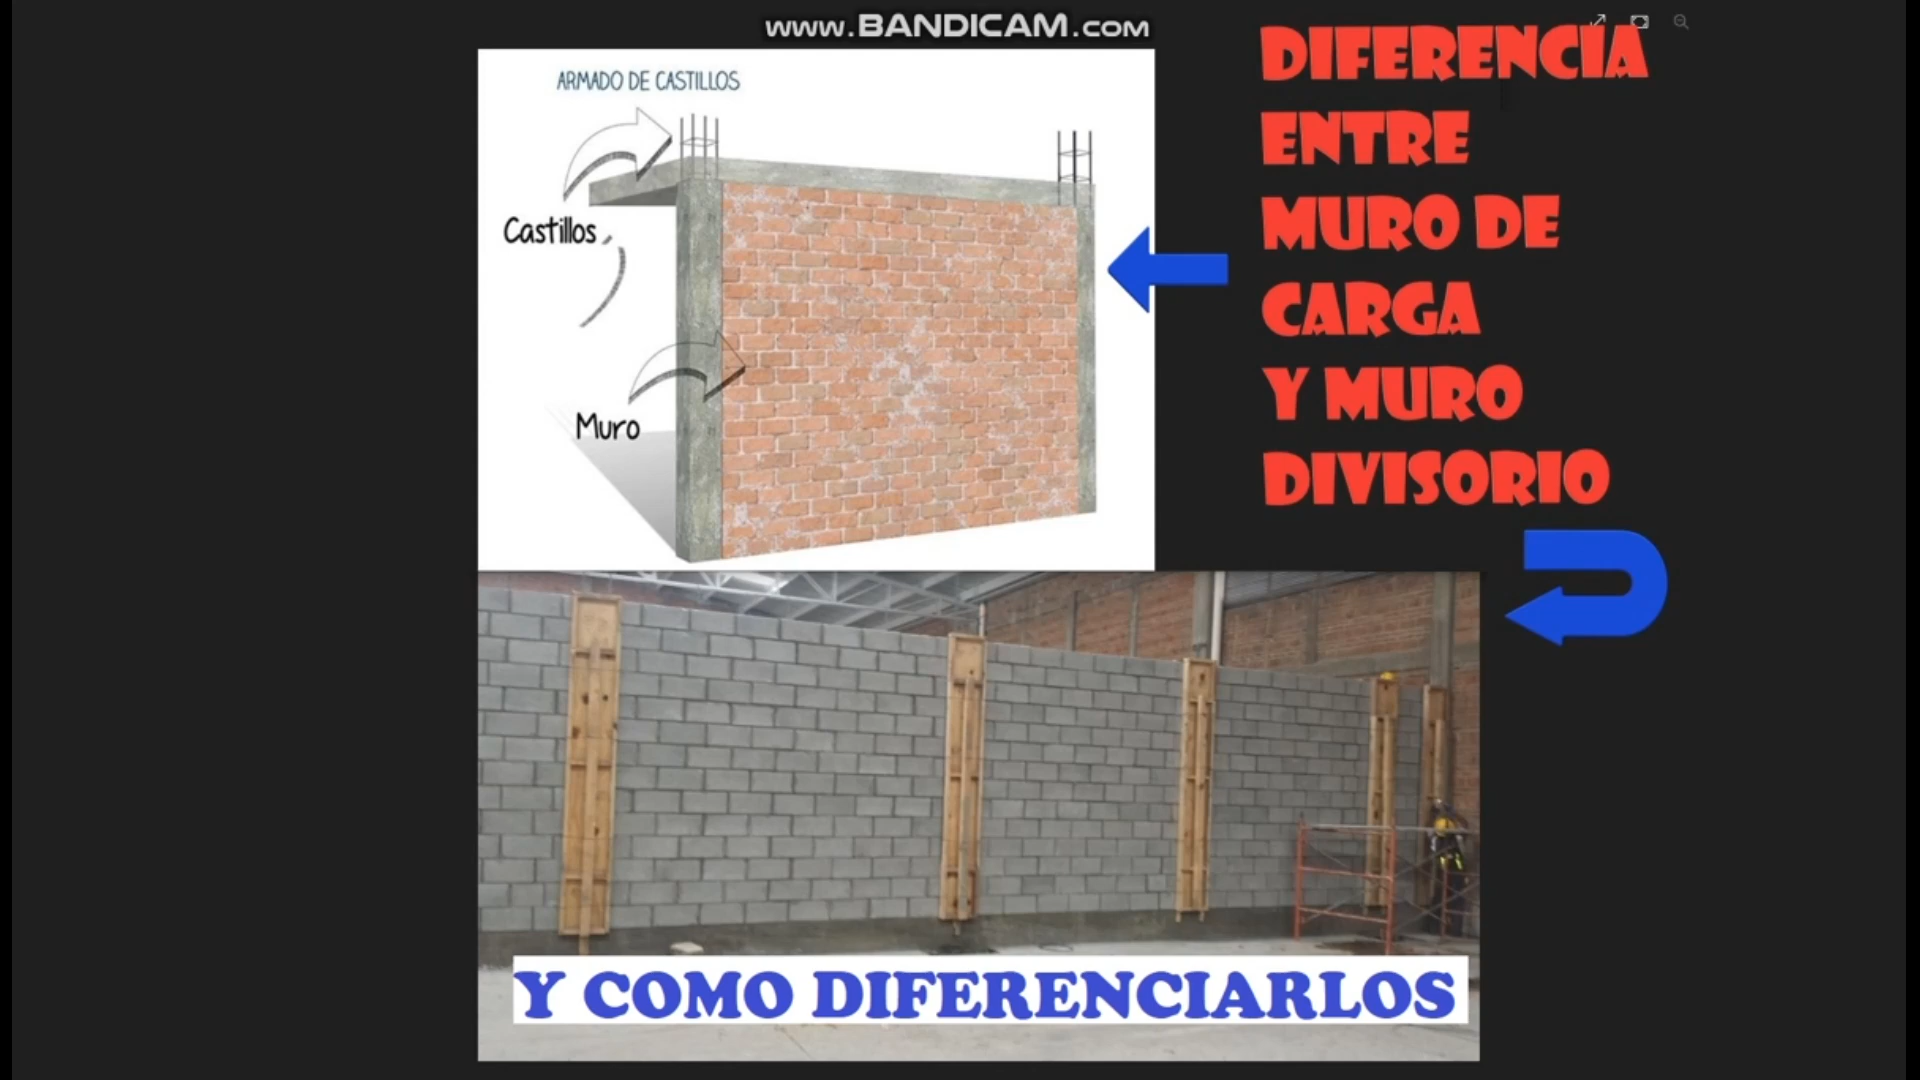 www.BANDICAM.COM
ARMADO DE CASTILLOS
Castillos
Muro
DIFERENCIA
ENTRE
MURO DE
CARGA
Y MURO
DIVISORIO
Y COMO DIFERENCIARLOS